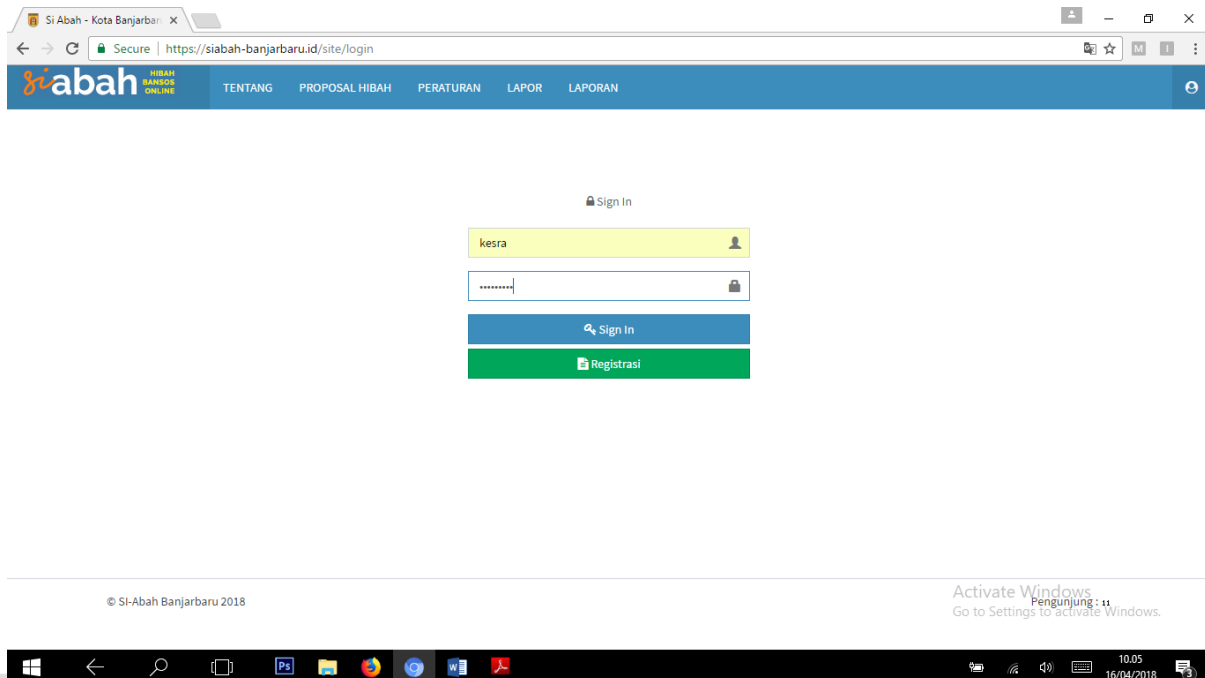 Si Abah - Kota Banjarbar
Secure | https://siabah-banjarbaru.id/site/login
siabah HIBAH BANSOS ONLINE
TENTANG PROPOSAL HIBAH PERATURAN LAPOR LAPORAN
Sign In
kesra
•••••••••
Sign In
Registrasi
© SI-Abah Banjarbaru 2018
Pengunjung : 11
Activate Windows
Go to Settings to activate Windows.
10.05
16/04/2018